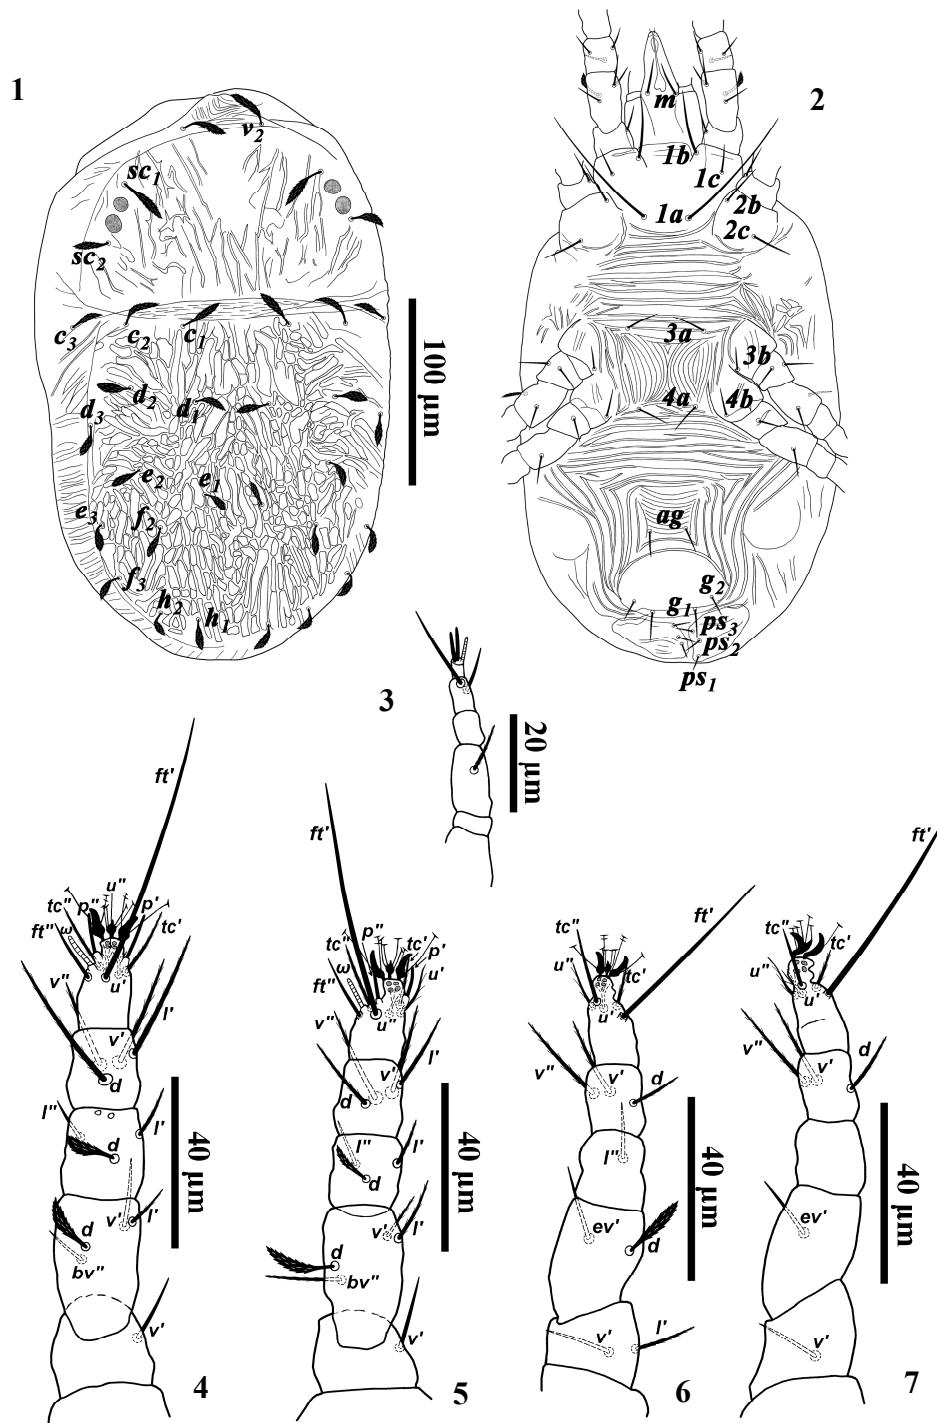 1
v2
sc1
sc2
c3
c2
c1
d3
d2
d1
e3
e2
e1
f2
f3
h2
h1
100 µm
2
m
1b
1c
1a
2b
2c
3a
3b
4a
4b
ag
g2
g1
ps3
ps2
ps1
3
20 µm
ft'
u"
tc" p" p'
ft" ω tc'
u'
v" l'
v'
d
l" d l'
v' l'
d
bv"
v'
40 µm
4
ft'
p"
tc" tc' p'
ft" ω u'
u"
v" l'
v'
d
l" l'
d
v' l'
d
bv"
v'
40 µm
5
ft'
tc"
u" tc'
u'
v" v' d
l"
ev'
d
v' l'
40 µm
6
ft'
tc" tc'
u" u'
v" v' d
ev'
v'
40 µm
7